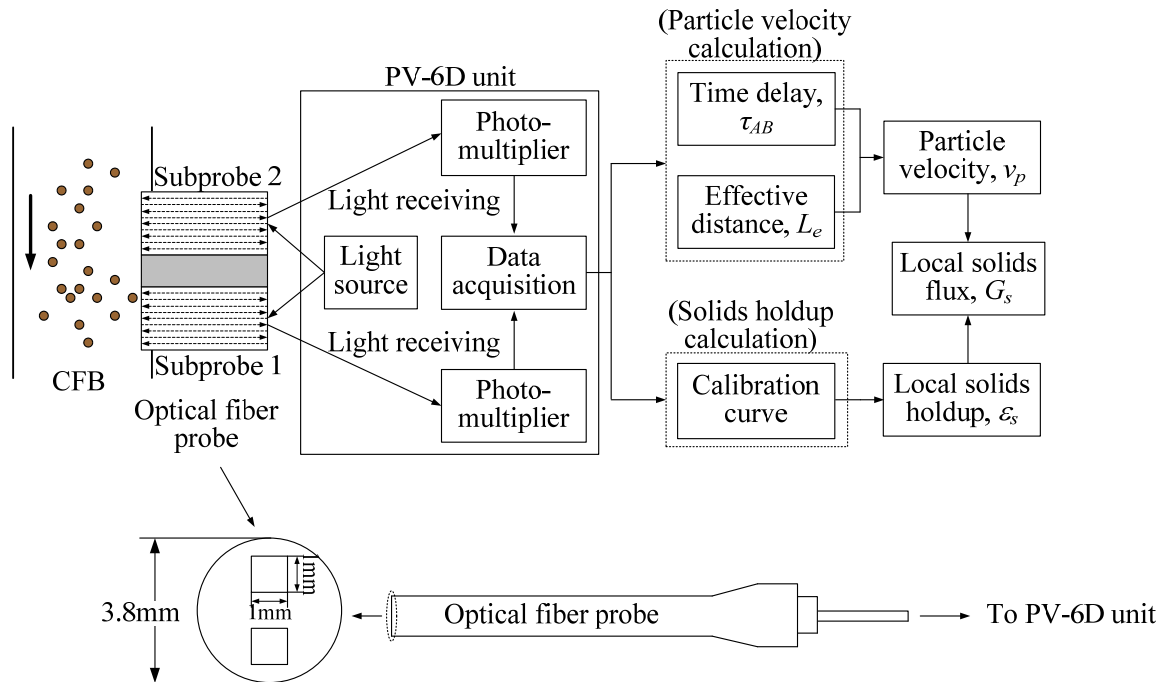 (Particle velocity
calculation)
PV-6D unit
Time delay,
τAB
Photo-
multiplier
Particle
velocity, vp
Subprobe 2
Light receiving
Effective
distance, Le
Light
source
Data
acquisition
Local solids
flux, Gs
(Solids holdup
calculation)
Light receiving
Subprobe 1
CFB
Photo-
multiplier
Calibration
curve
Local solids
holdup, εs
Optical fiber
probe
1mm
1mm
3.8mm
Optical fiber probe
To PV-6D unit